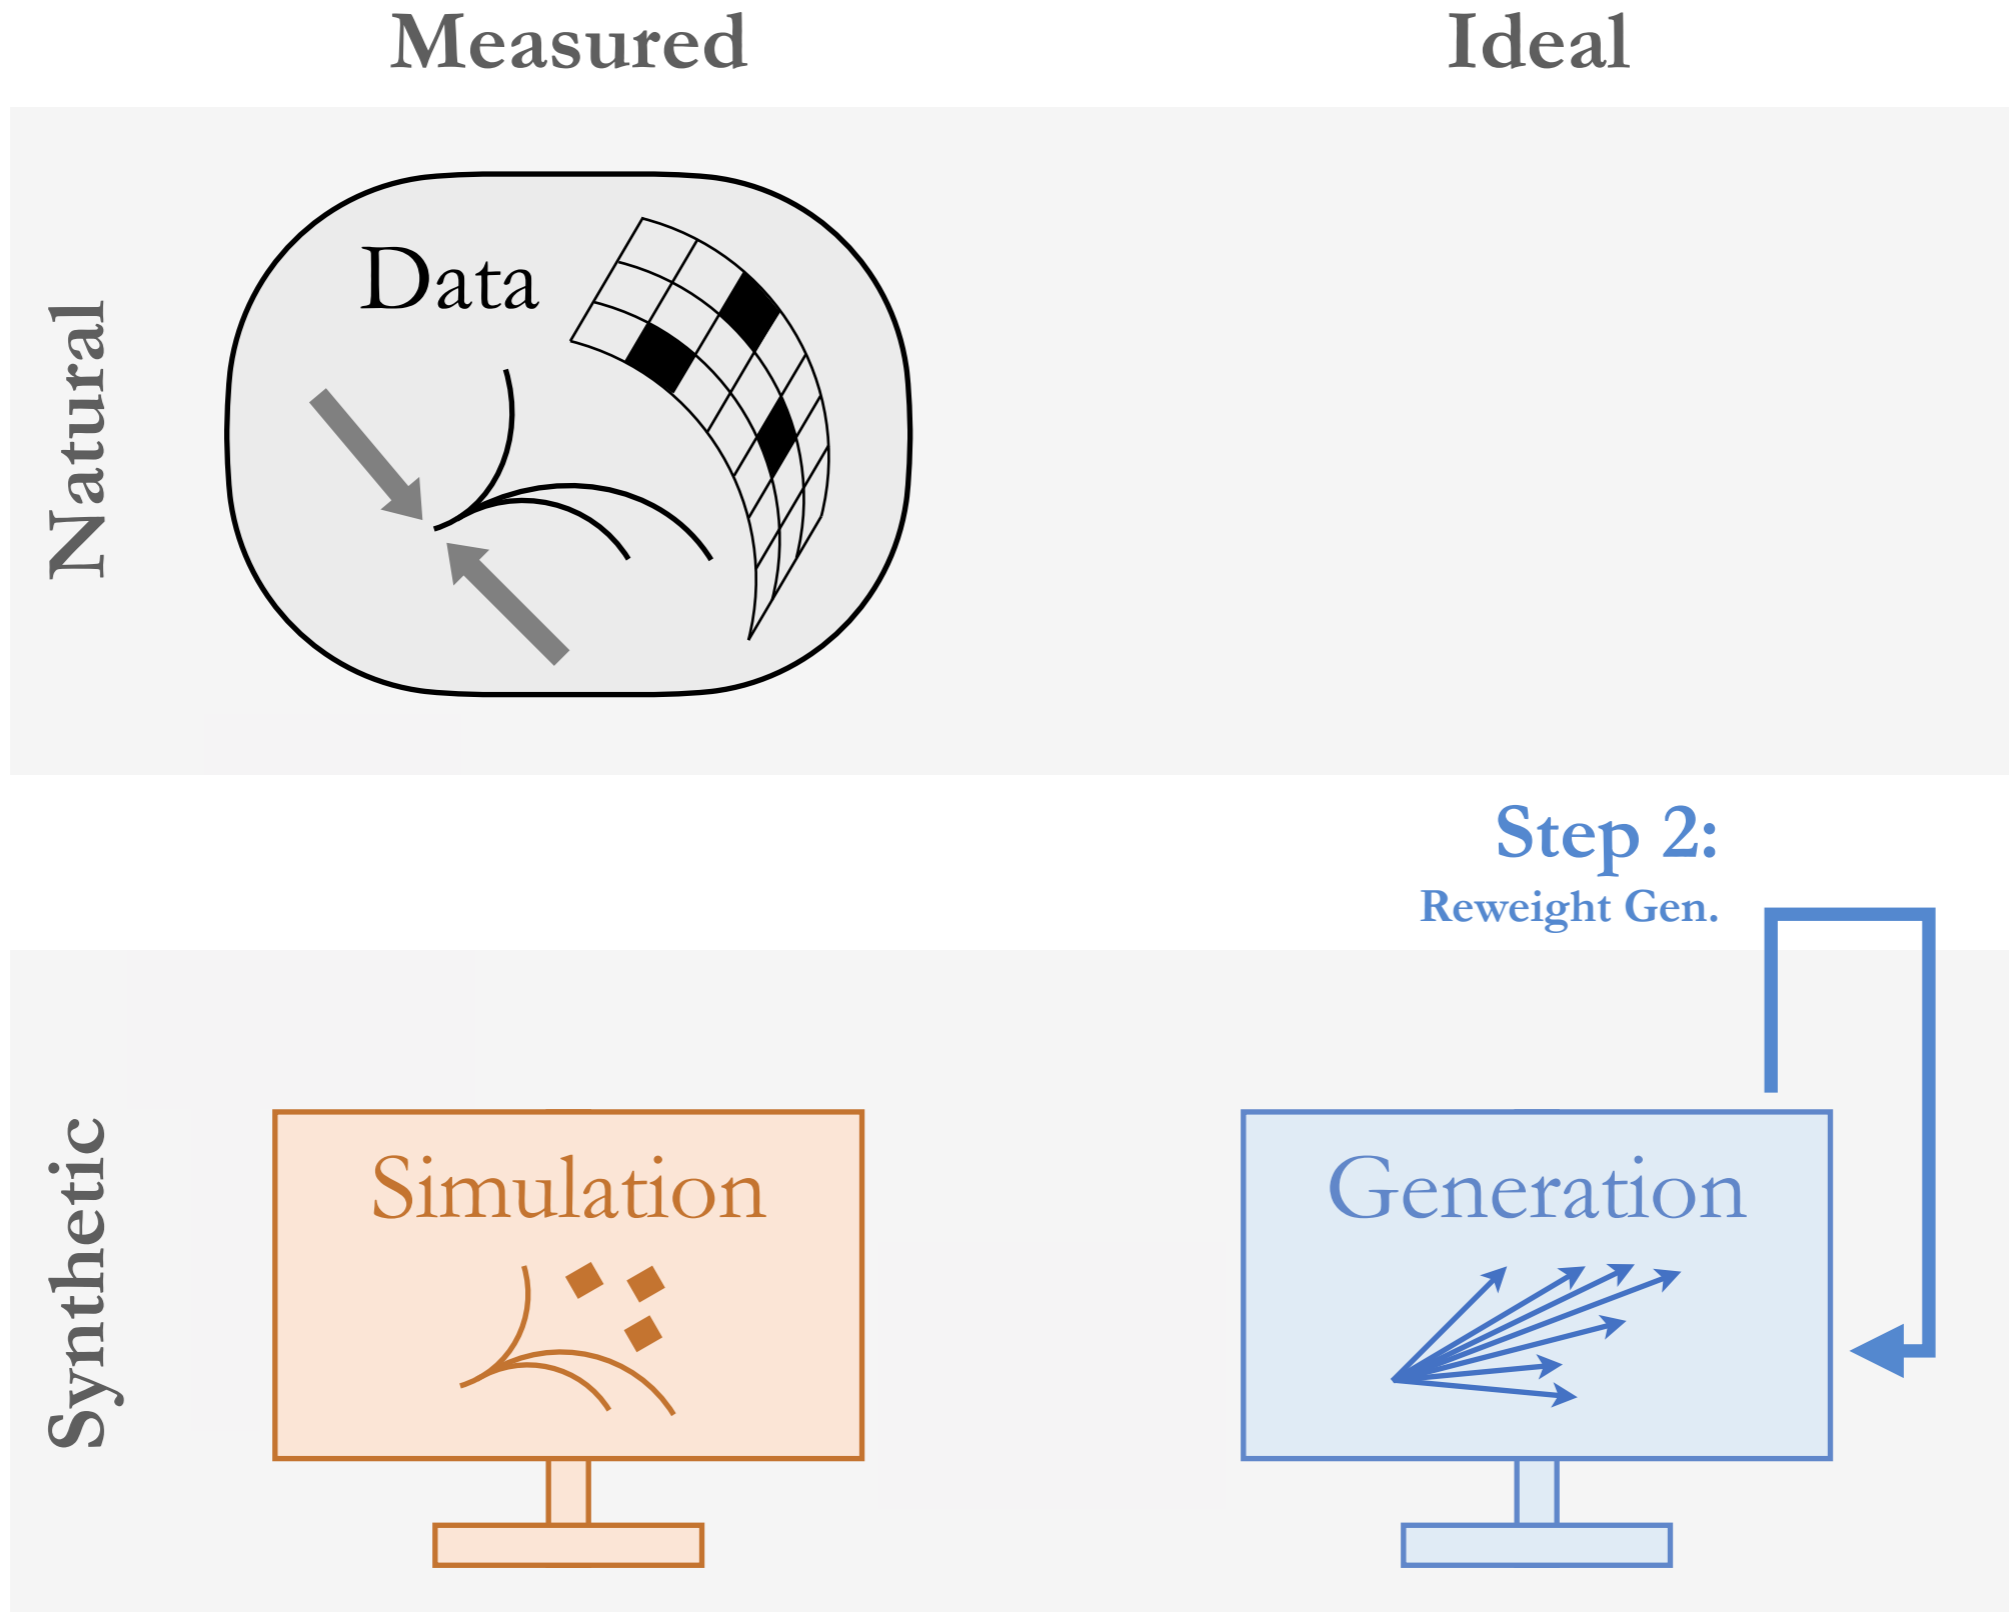 Measured
Ideal
Natural
Data
Step 2:
Reweight Gen.
Synthetic
Simulation
Generation